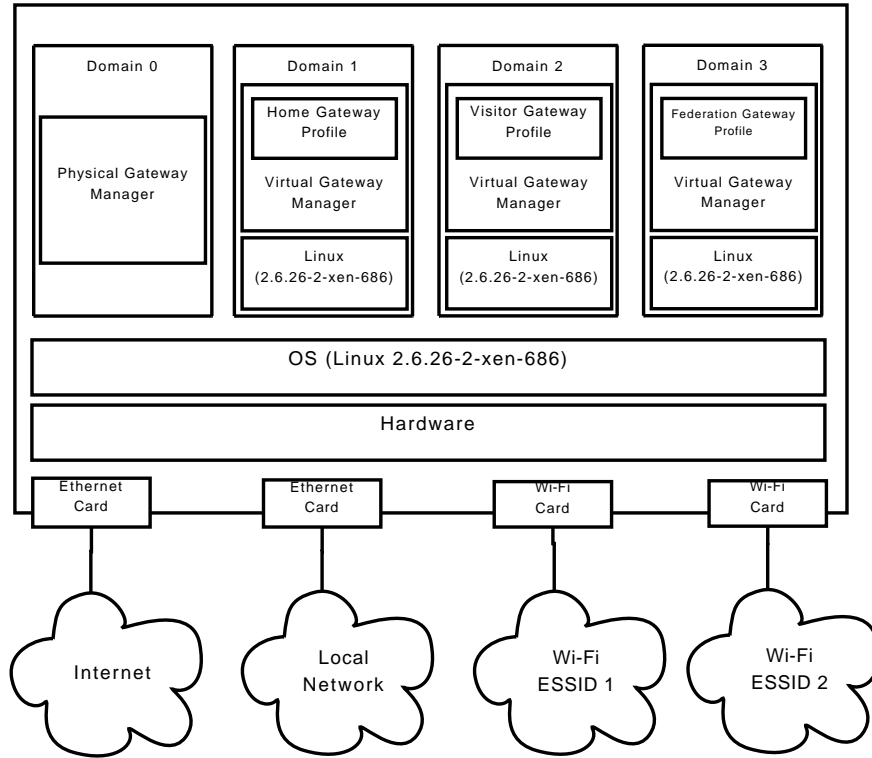 Domain 0
Physical Gateway
Manager
Domain 1
Home Gateway
Profile
Virtual Gateway
Manager
Linux
(2.6.26-2-xen-686)
Domain 2
Visitor Gateway
Profile
Virtual Gateway
Manager
Linux
(2.6.26-2-xen-686)
Domain 3
Federation Gateway
Profile
Virtual Gateway
Manager
Linux
(2.6.26-2-xen-686)
OS (Linux 2.6.26-2-xen-686)
Hardware
Ethernet
Card
Ethernet
Card
Wi-Fi
Card
Wi-Fi
Card
Internet
Local
Network
Wi-Fi
ESSID 1
Wi-Fi
ESSID 2